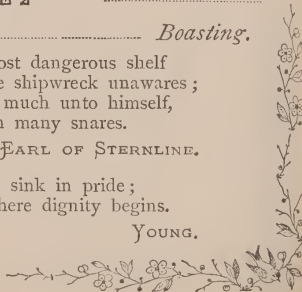 Boasting.
ost dangerous shelf
e shipwreck unawares ;
much unto himself,
n many snares.
EARL OF STERNLINE.
sink in pride ;
here dignity begins.
YOUNG.